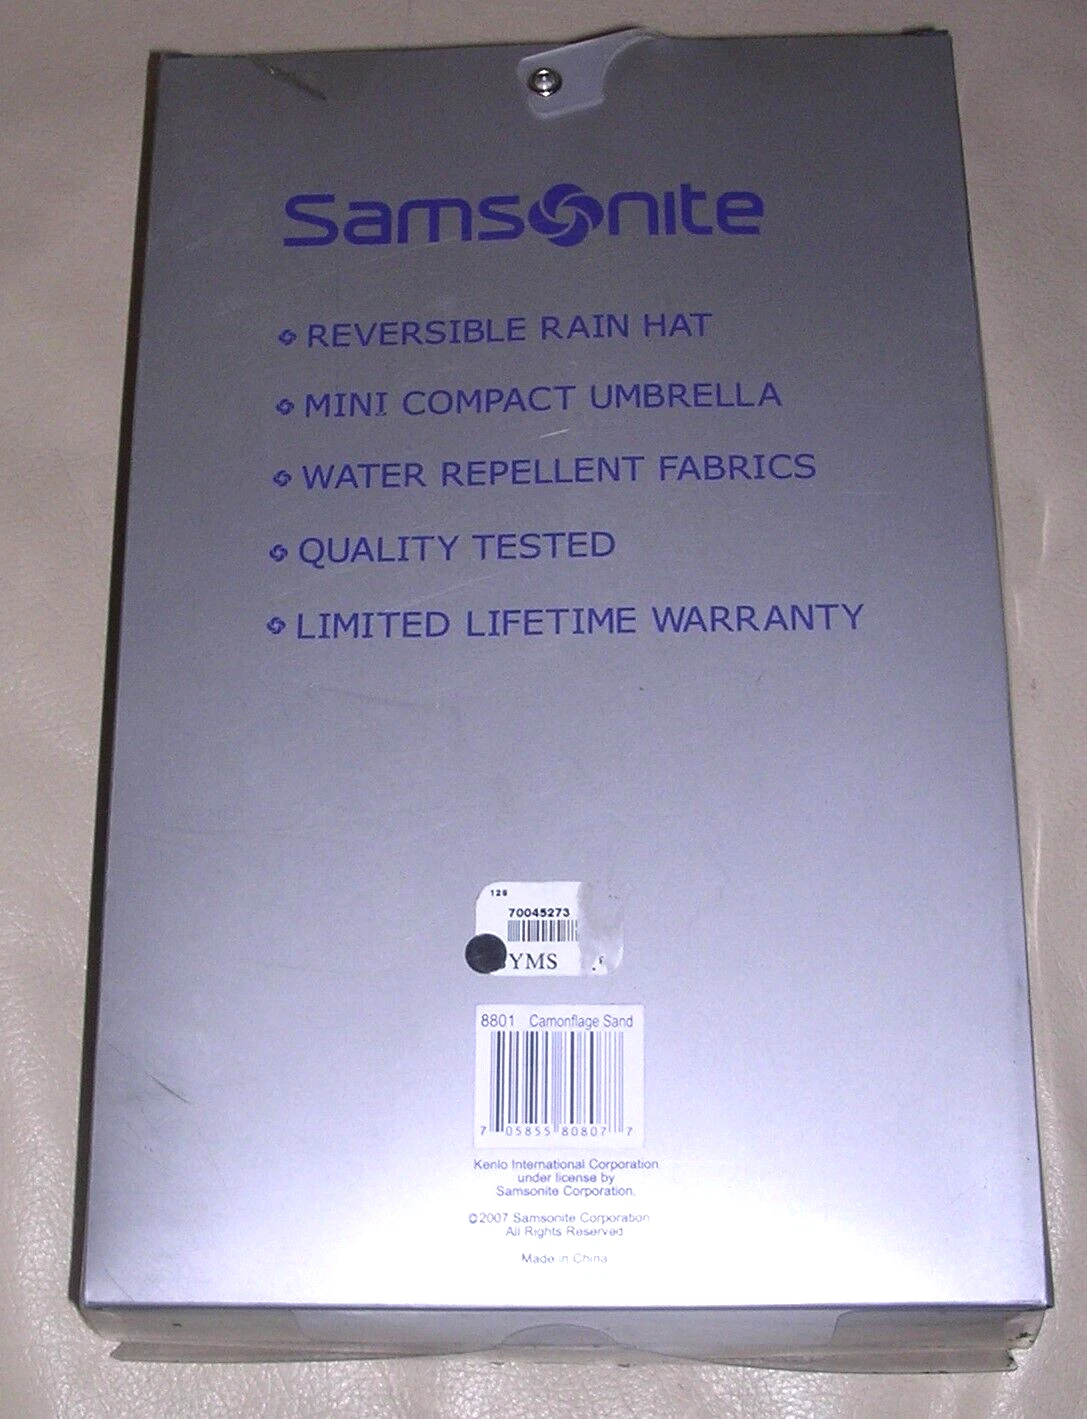 Samsonite
REVERSIBLE RAIN HAT
MINI COMPACT UMBRELLA
WATER REPELLENT FABRICS
QUALITY TESTED
LIMITED LIFETIME WARRANTY
128
70045273
YMS
8801 Camonflage Sand
7 05855 80807 7
Kenlo International Corporation
under license by
Samsonite Corporation.
©2007 Samsonite Corporation
All Rights Reserved
Made in China